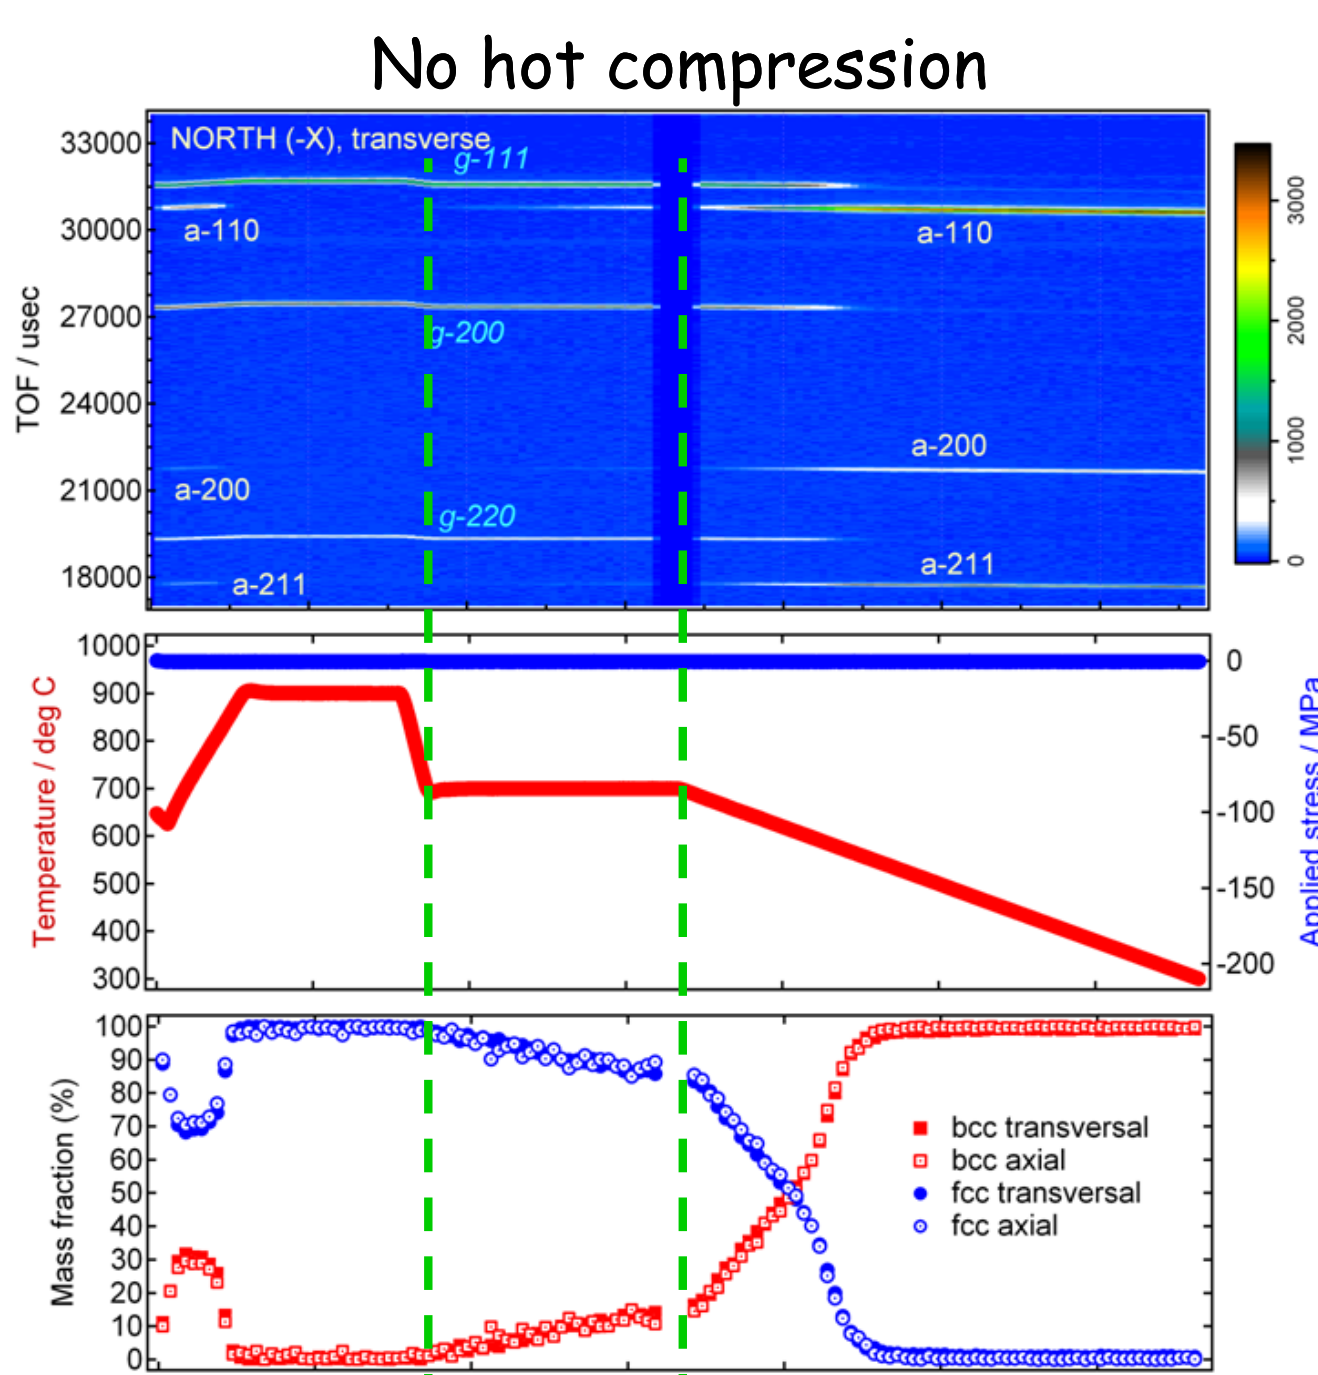 No hot compression
NORTH (-X), transverse
g-111
a-110
a-110
g-200
a-200
a-200
g-220
a-211
a-211
TOF / usec
33000
30000
27000
24000
21000
18000
3000
2000
1000
0
Temperature / deg C
1000
900
800
700
600
500
400
300
0
-50
-100
-150
-200
Applied stress / MPa
Mass fraction (%)
100
90
80
70
60
50
40
30
20
10
0
bcc transversal
bcc axial
fcc transversal
fcc axial